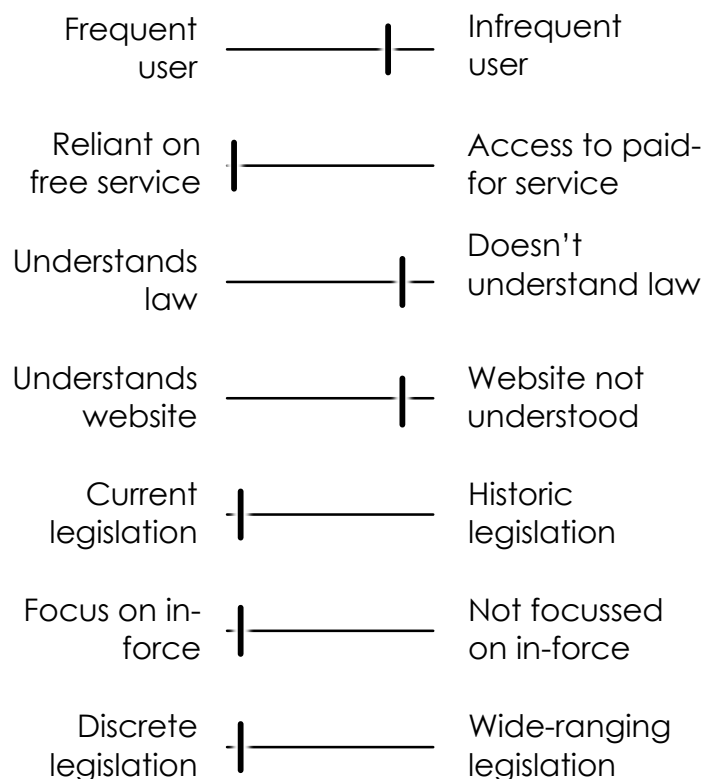 Frequent
user
Infrequent
user
Reliant on
free service
Access to paid-
for service
Understands
law
Doesn’t
understand law
Understands
website
Website not
understood
Current
legislation
Historic
legislation
Focus on in-
force
Not focussed
on in-force
Discrete
legislation
Wide-ranging
legislation